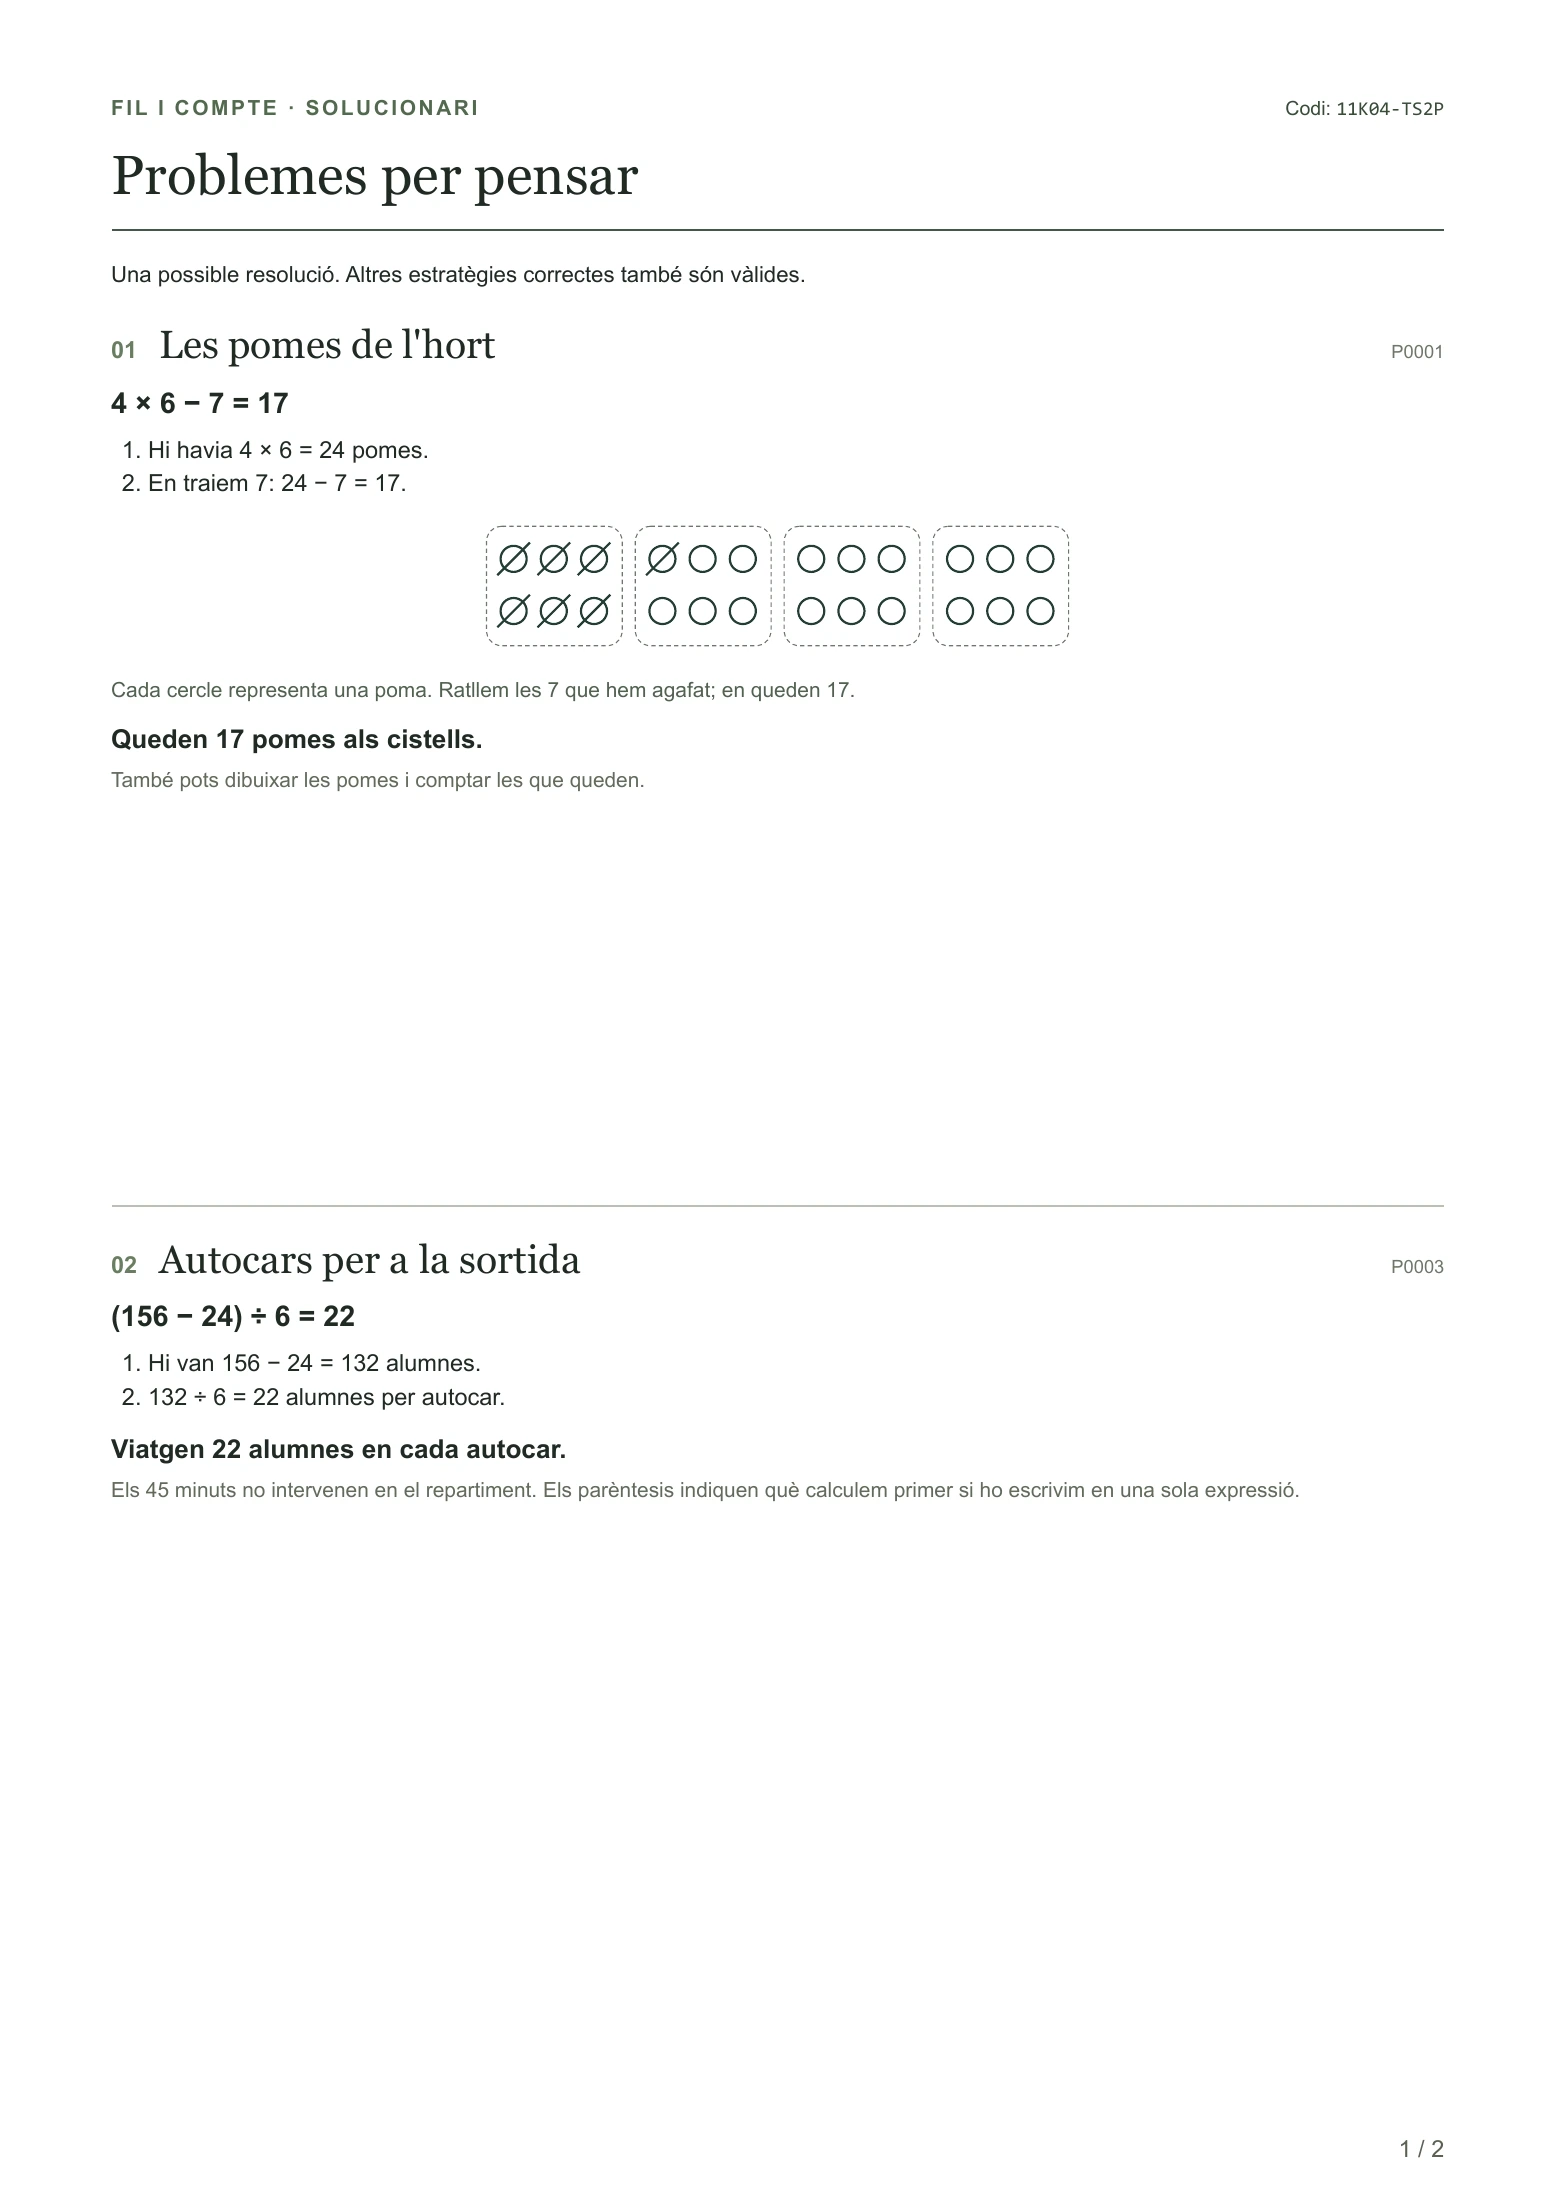 FIL I COMPTE · SOLUCIONARI
Codi: 11K04-TS2P
Problemes per pensar
Una possible resolució. Altres estratègies correctes també són vàlides.
01 Les pomes de l'hort
P0001
4 × 6 − 7 = 17
1. Hi havia 4 × 6 = 24 pomes.
2. En traiem 7: 24 − 7 = 17.
Cada cercle representa una poma. Ratllem les 7 que hem agafat; en queden 17.
Queden 17 pomes als cistells.
També pots dibuixar les pomes i comptar les que queden.
02 Autocars per a la sortida
P0003
(156 − 24) ÷ 6 = 22
1. Hi van 156 − 24 = 132 alumnes.
2. 132 ÷ 6 = 22 alumnes per autocar.
Viatgen 22 alumnes en cada autocar.
Els 45 minuts no intervenen en el repartiment. Els parèntesis indiquen què calculem primer si ho escrivim en una sola expressió.
1 / 2